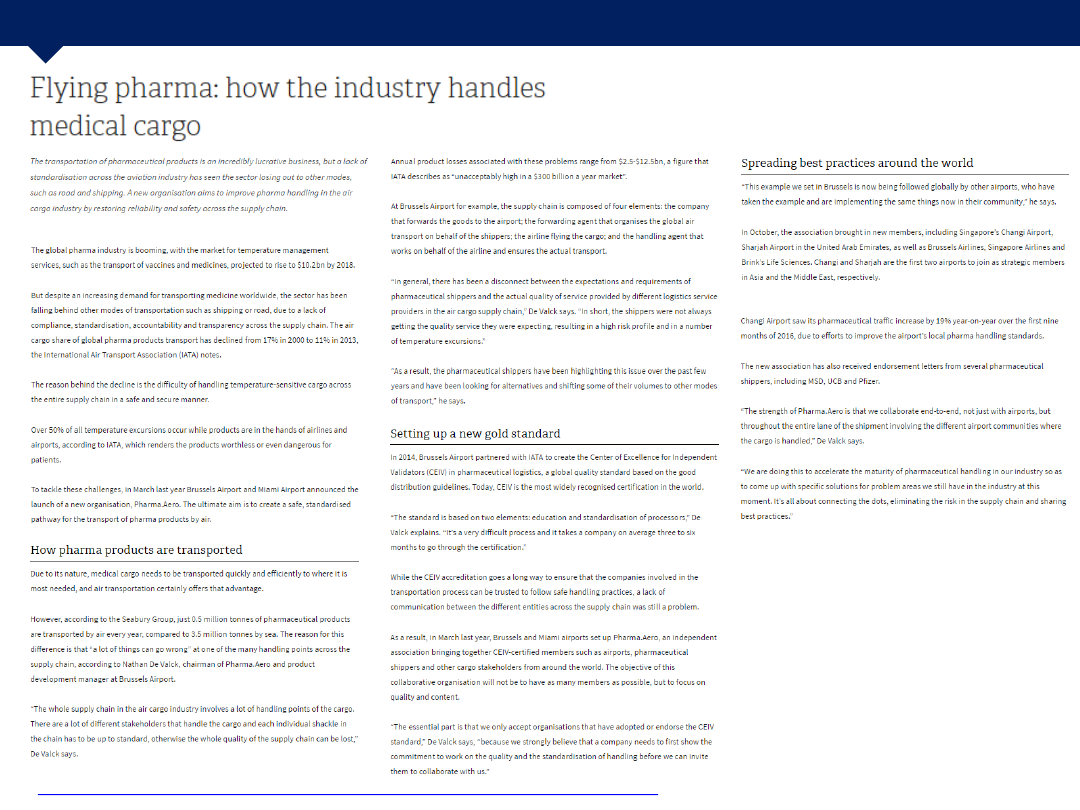 Flying pharma: how the industry handles
medical cargo
The transportation of pharmaceutical products is an incredibly lucrative business, but a lack of
standardisation across the aviation industry has seen the sector losing out to other modes,
such as road and shipping. A new organisation aims to improve pharma handling in the air
cargo industry by restoring reliability and safety across the supply chain.
The global pharma industry is booming, with the market for temperature management
services, such as the transport of vaccines and medicines, projected to rise to $10.2bn by 2018.
But despite an increasing demand for transporting medicine worldwide, the sector has been
falling behind other modes of transportation such as shipping or road, due to a lack of
compliance, standardisation, accountability and transparency across the supply chain. The air
cargo share of global pharma products transport has declined from 17% in 2000 to 11% in 2013,
the International Air Transport Association (IATA) notes.
The reason behind the decline is the difficulty of handling temperature-sensitive cargo across
the entire supply chain in a safe and secure manner.
Over 50% of all temperature excursions occur while products are in the hands of airlines and
airports, according to IATA, which renders the products worthless or even dangerous for
patients.
To tackle these challenges, in March last year Brussels Airport and Miami Airport announced the
launch of a new organisation, Pharma.Aero. The ultimate aim is to create a safe, standardised
pathway for the transport of pharma products by air.
How pharma products are transported
Due to its nature, medical cargo needs to be transported quickly and efficiently to where it is
most needed, and air transportation certainly offers that advantage.
However, according to the Seabury Group, just 0.5 million tonnes of pharmaceutical products
are transported by air every year, compared to 3.5 million tonnes by sea. The reason for this
difference is that “a lot of things can go wrong” at one of the many handling points across the
supply chain, according to Nathan De Valck, chairman of Pharma.Aero and product
development manager at Brussels Airport.
“The whole supply chain in the air cargo industry involves a lot of handling points of the cargo.
There are a lot of different stakeholders that handle the cargo and each individual shackle in
the chain has to be up to standard, otherwise the whole quality of the supply chain can be lost,”
De Valck says.
Annual product losses associated with these problems range from $2.5-$12.5bn, a figure that
IATA describes as “unacceptably high in a $300 billion a year market”.
At Brussels Airport for example, the supply chain is composed of four elements: the company
that forwards the goods to the airport; the forwarding agent that organises the global air
transport on behalf of the shippers; the airline flying the cargo; and the handling agent that
works on behalf of the airline and ensures the actual transport.
“In general, there has been a disconnect between the expectations and requirements of
pharmaceutical shippers and the actual quality of service provided by different logistics service
providers in the air cargo supply chain,” De Valck says. “In short, the shippers were not always
getting the quality service they were expecting, resulting in a high risk profile and in a number
of temperature excursions.”
“As a result, the pharmaceutical shippers have been highlighting this issue over the past few
years and have been looking for alternatives and shifting some of their volumes to other modes
of transport,” he says.
Setting up a new gold standard
In 2014, Brussels Airport partnered with IATA to create the Center of Excellence for Independent
Validators (CEIV) in pharmaceutical logistics, a global quality standard based on the good
distribution guidelines. Today, CEIV is the most widely recognised certification in the world.
“The standard is based on two elements: education and standardisation of processors,” De
Valck explains. “It’s a very difficult process and it takes a company on average three to six
months to go through the certification.”
While the CEIV accreditation goes a long way to ensure that the companies involved in the
transportation process can be trusted to follow safe handling practices, a lack of
communication between the different entities across the supply chain was still a problem.
As a result, in March last year, Brussels and Miami airports set up Pharma.Aero, an independent
association bringing together CEIV-certified members such as airports, pharmaceutical
shippers and other cargo stakeholders from around the world. The objective of this
collaborative organisation will not be to have as many members as possible, but to focus on
quality and content.
“The essential part is that we only accept organisations that have adopted or endorse the CEIV
standard,” De Valck says, “because we strongly believe that a company needs to first show the
commitment to work on the quality and the standardisation of handling before we can invite
them to collaborate with us.”
Spreading best practices around the world
“This example we set in Brussels is now being followed globally by other airports, who have
taken the example and are implementing the same things now in their community,” he says.
In October, the association brought in new members, including Singapore’s Changi Airport,
Sharjah Airport in the United Arab Emirates, as well as Brussels Airlines, Singapore Airlines and
Brink’s Life Sciences. Changi and Sharjah are the first two airports to join as strategic members
in Asia and the Middle East, respectively.
Changi Airport saw its pharmaceutical traffic increase by 19% year-on-year over the first nine
months of 2016, due to efforts to improve the airport’s local pharma handling standards.
The new association has also received endorsement letters from several pharmaceutical
shippers, including MSD, UCB and Pfizer.
“The strength of Pharma.Aero is that we collaborate end-to-end, not just with airports, but
throughout the entire lane of the shipment involving the different airport communities where
the cargo is handled,” De Valck says.
“We are doing this to accelerate the maturity of pharmaceutical handling in our industry so as
to come up with specific solutions for problem areas we still have in the industry at this
moment. It’s all about connecting the dots, eliminating the risk in the supply chain and sharing
best practices.”